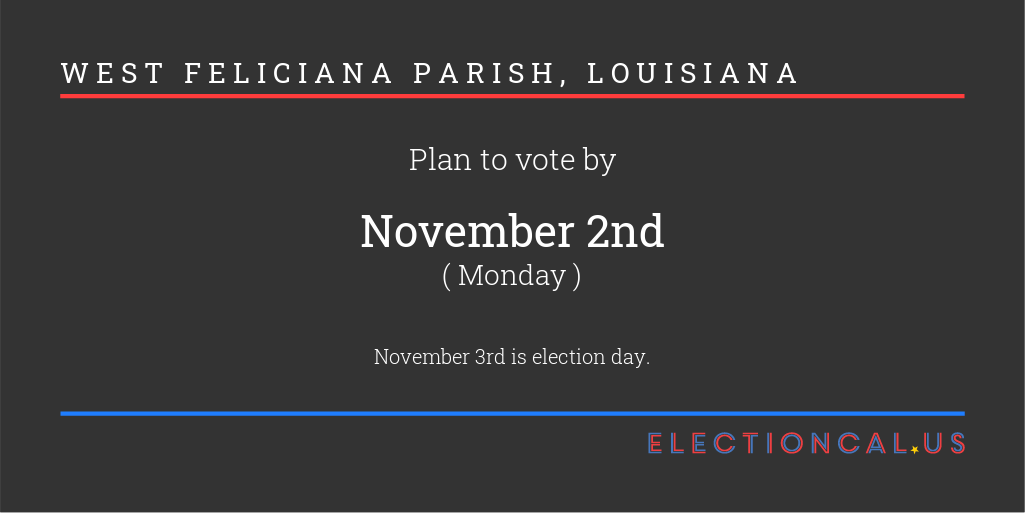 WEST FELICIANA PARISH, LOUISIANA
Plan to vote by
November 2nd
( Monday )
November 3rd is election day.
ELECTIONCAL.US